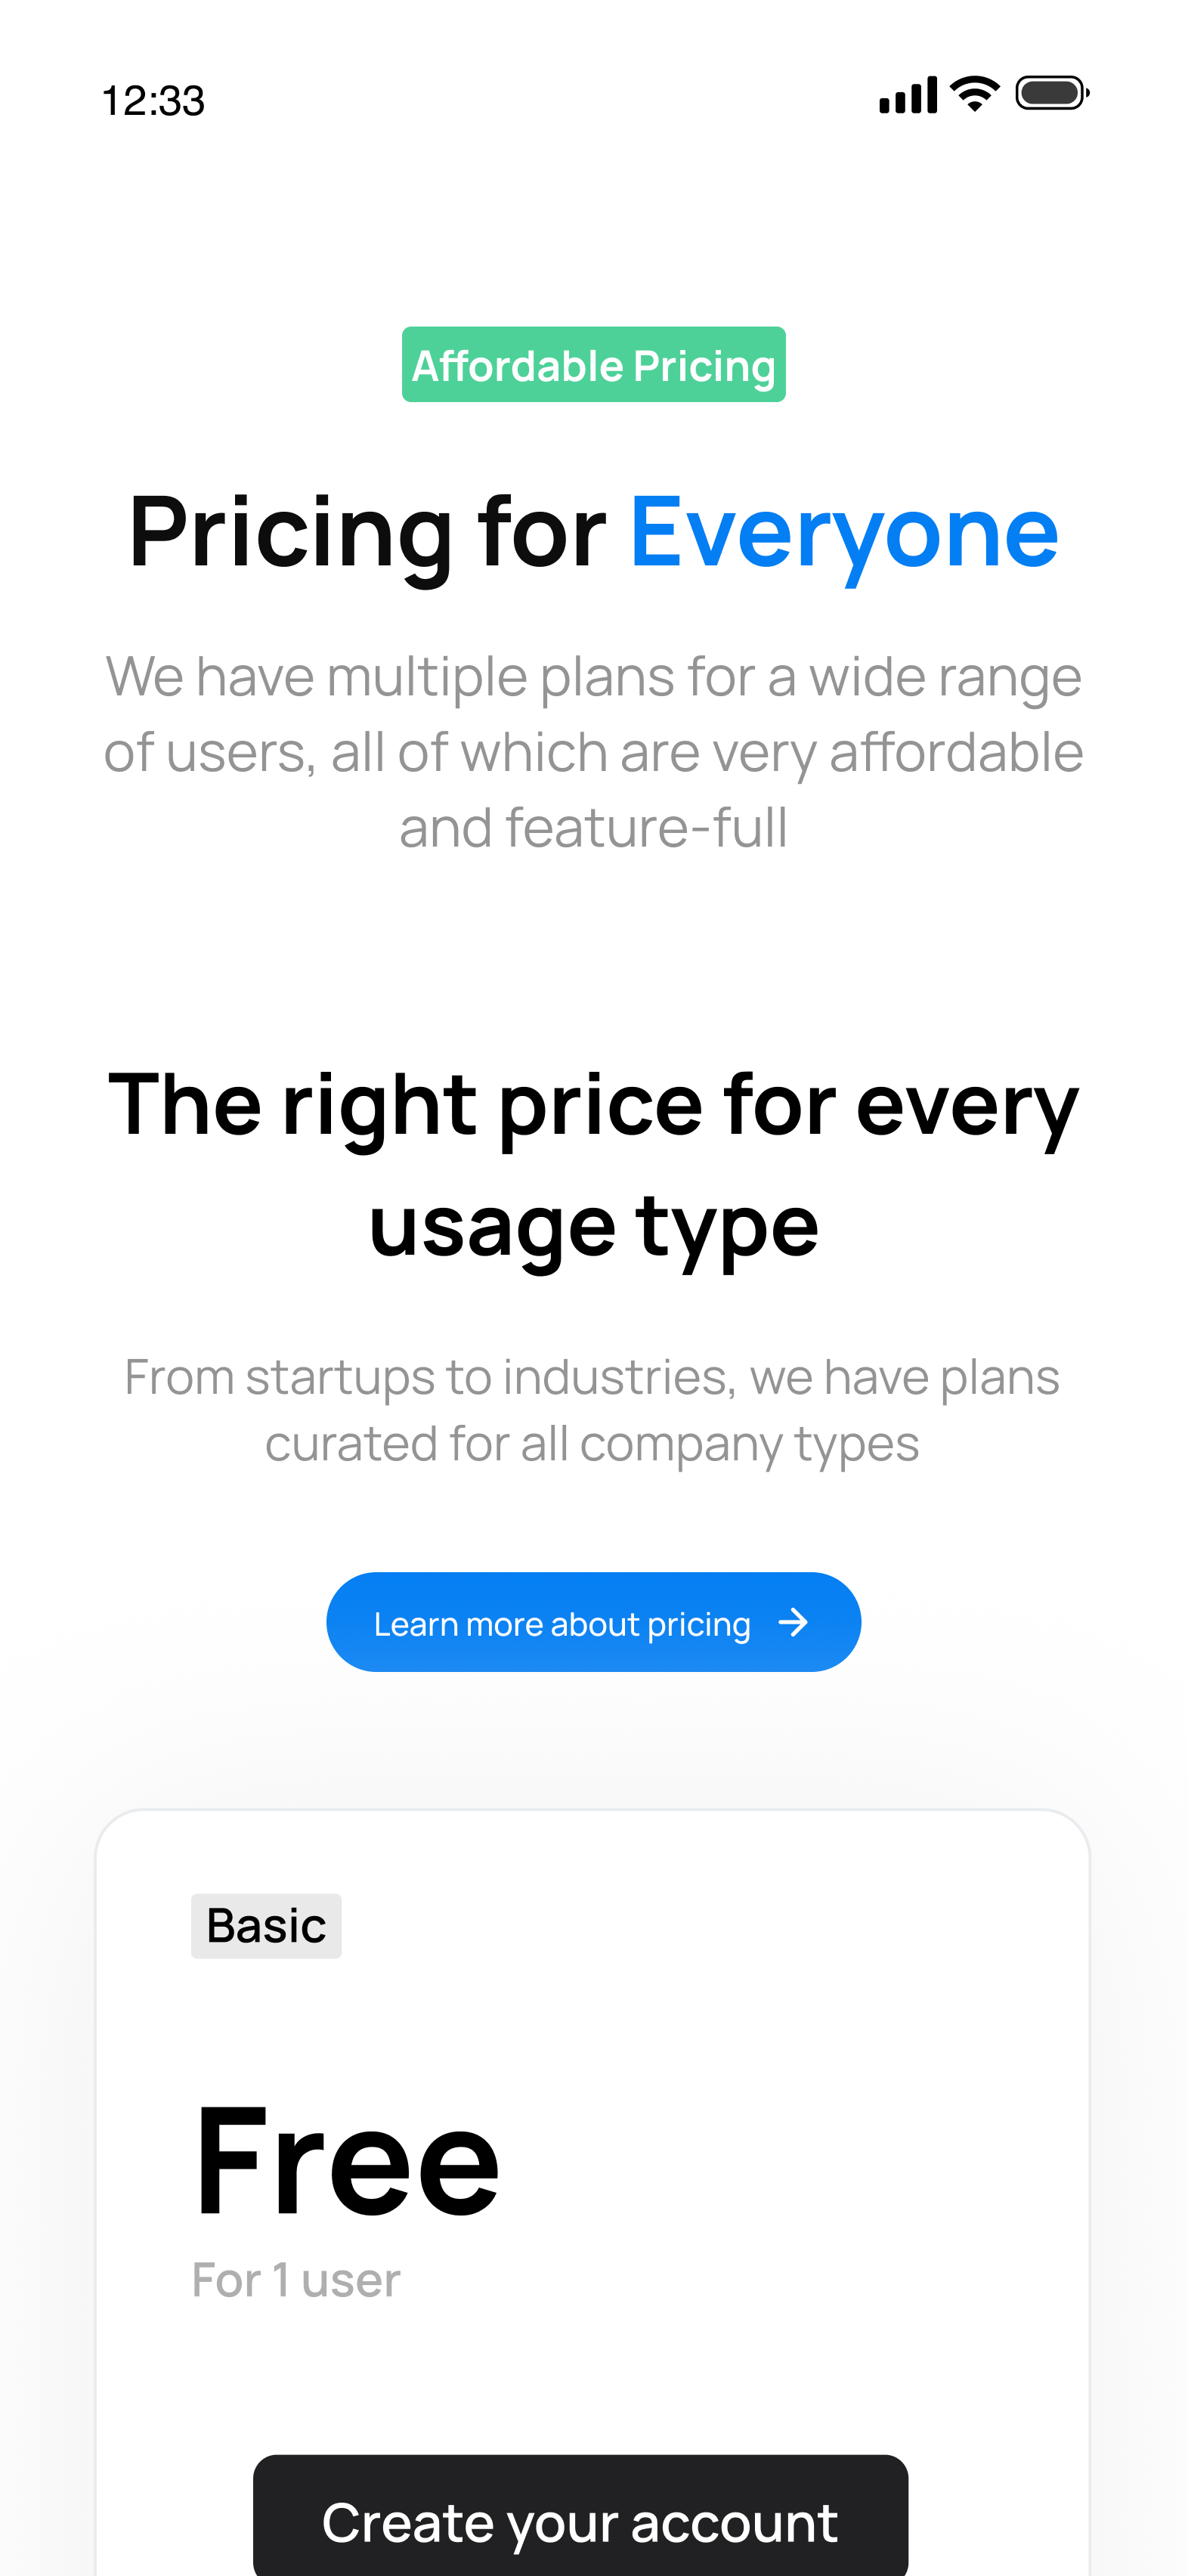 12:33
Affordable Pricing
Pricing for Everyone
We have multiple plans for a wide range
of users, all of which are very affordable
and feature-full
The right price for every
usage type
From startups to industries, we have plans
curated for all company types
Learn more about pricing
Basic
Free
For 1 user
Create your account